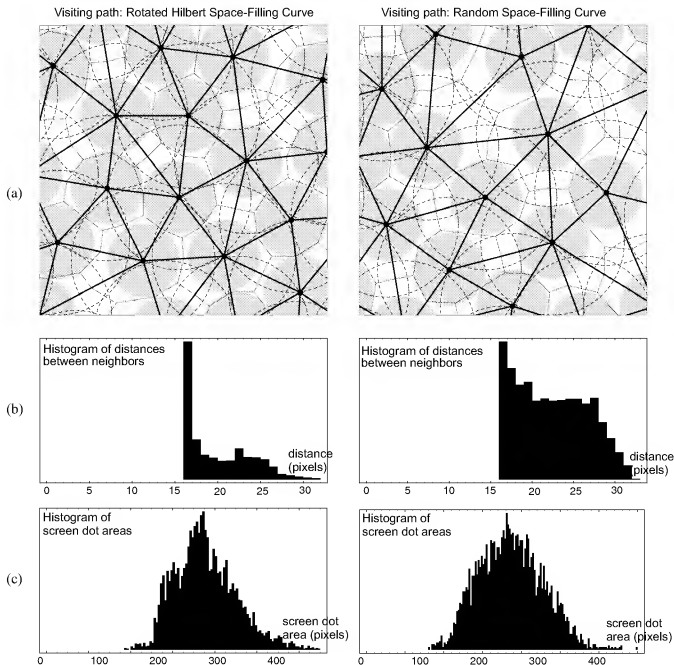 Visiting path: Rotated Hilbert Space-Filling Curve
Visiting path: Random Space-Filling Curve
(a)
(b)
Histogram of distances
between neighbors
distance
(pixels)
0 5 10 15 20 25 30
Histogram of distances
between neighbors
distance
(pixels)
0 5 10 15 20 25 30
(c)
Histogram of
screen dot areas
screen dot
area (pixels)
0 100 200 300 400
Histogram of
screen dot areas
screen dot
area (pixels)
0 100 200 300 400